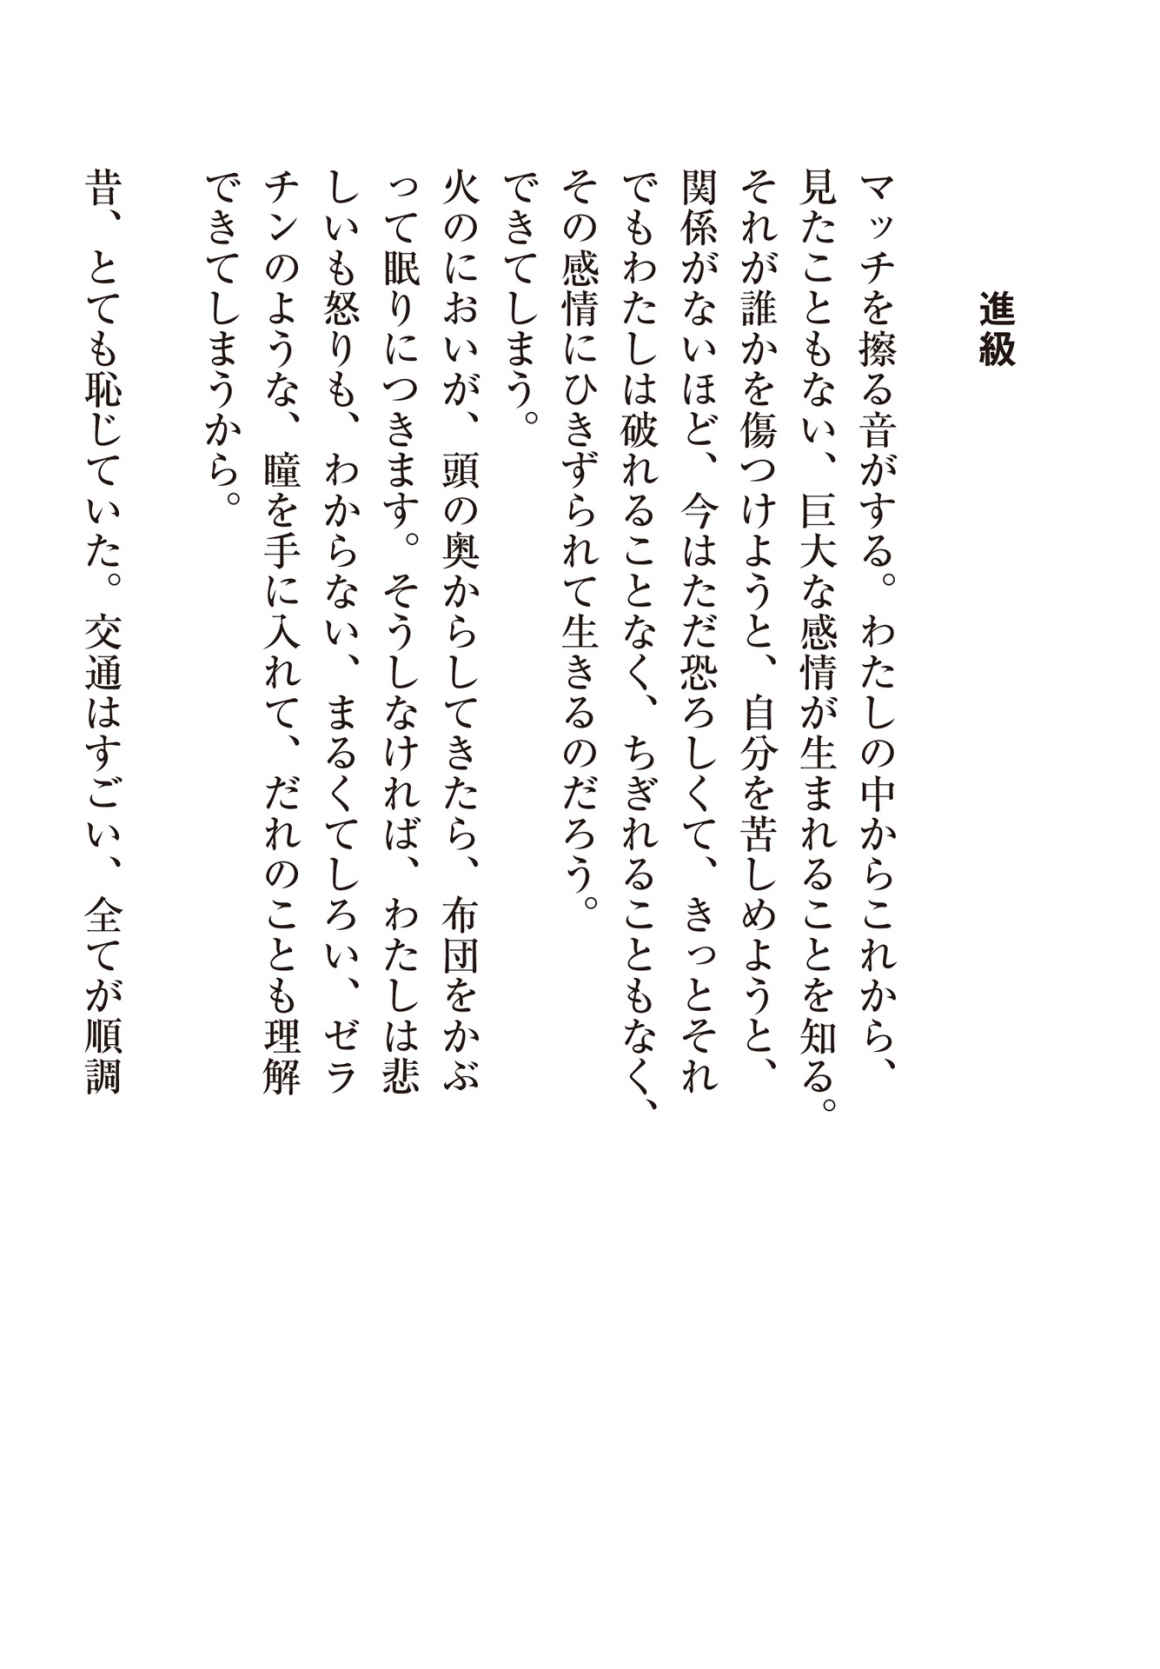 進級
マッチを擦る音がする。わたしの中からこれから、
見たこともない、巨大な感情が生まれることを知る。
それが誰かを傷つけようと、自分を苦しめようと、
関係がないほど、今はただ恐ろしくて、きっとそれ
でもわたしは破れることなく、ちぎれることもなく、
その感情にひきずられて生きるのだろう。
できてしまう。
火のにおいが、頭の奥からしてきたら、布団をかぶ
って眠りにつきます。そうしなければ、わたしは悲
しいも怒りも、わからない、まるくてしろい、ゼラ
チンのような、瞳を手に入れて、だれのことも理解
できてしまうから。
昔、とても恥じていた。交通はすごい、全てが順調